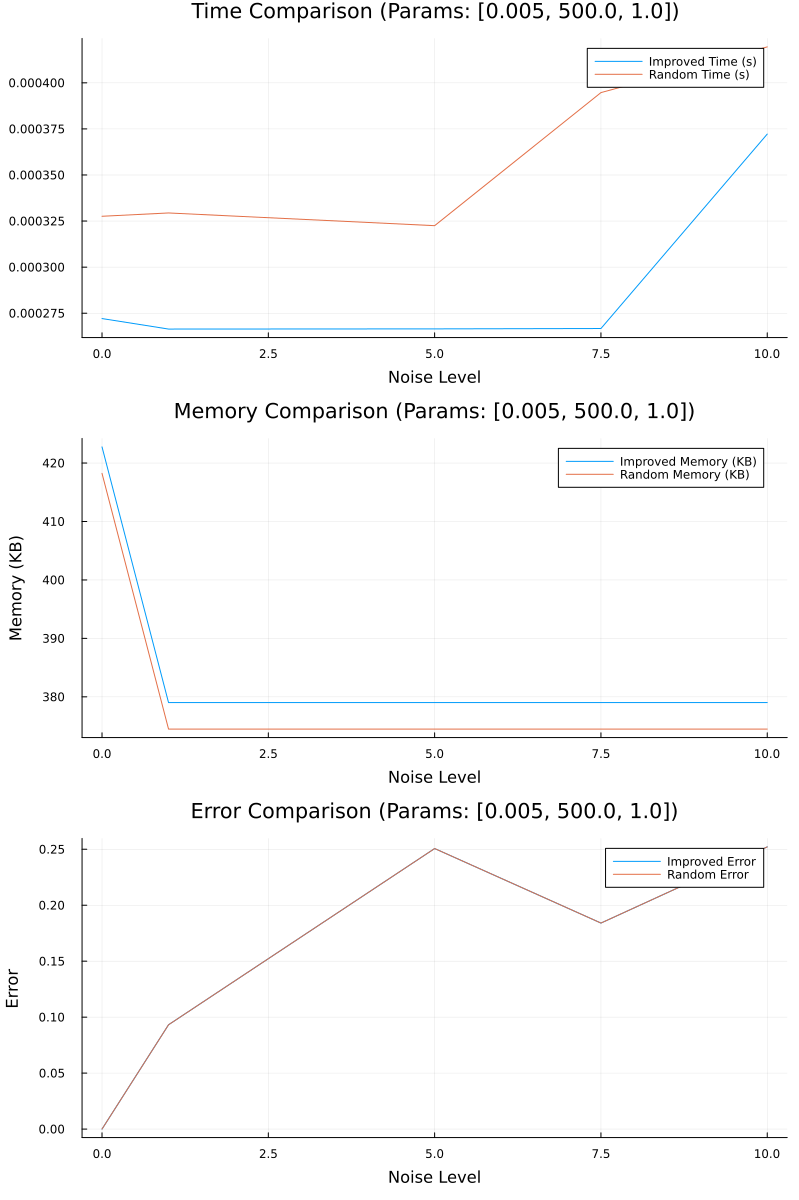 Time Comparison (Params: [0.005, 500.0, 1.0])
Improved Time (s)
Random Time (s)
0.000400
0.000375
0.000350
0.000325
0.000300
0.000275
0.0 2.5 5.0 7.5 10.0
Noise Level
Memory Comparison (Params: [0.005, 500.0, 1.0])
Improved Memory (KB)
Random Memory (KB)
Memory (KB)
420
410
400
390
380
0.0 2.5 5.0 7.5 10.0
Noise Level
Error Comparison (Params: [0.005, 500.0, 1.0])
Improved Error
Random Error
Error
0.25
0.20
0.15
0.10
0.05
0.00
0.0 2.5 5.0 7.5 10.0
Noise Level